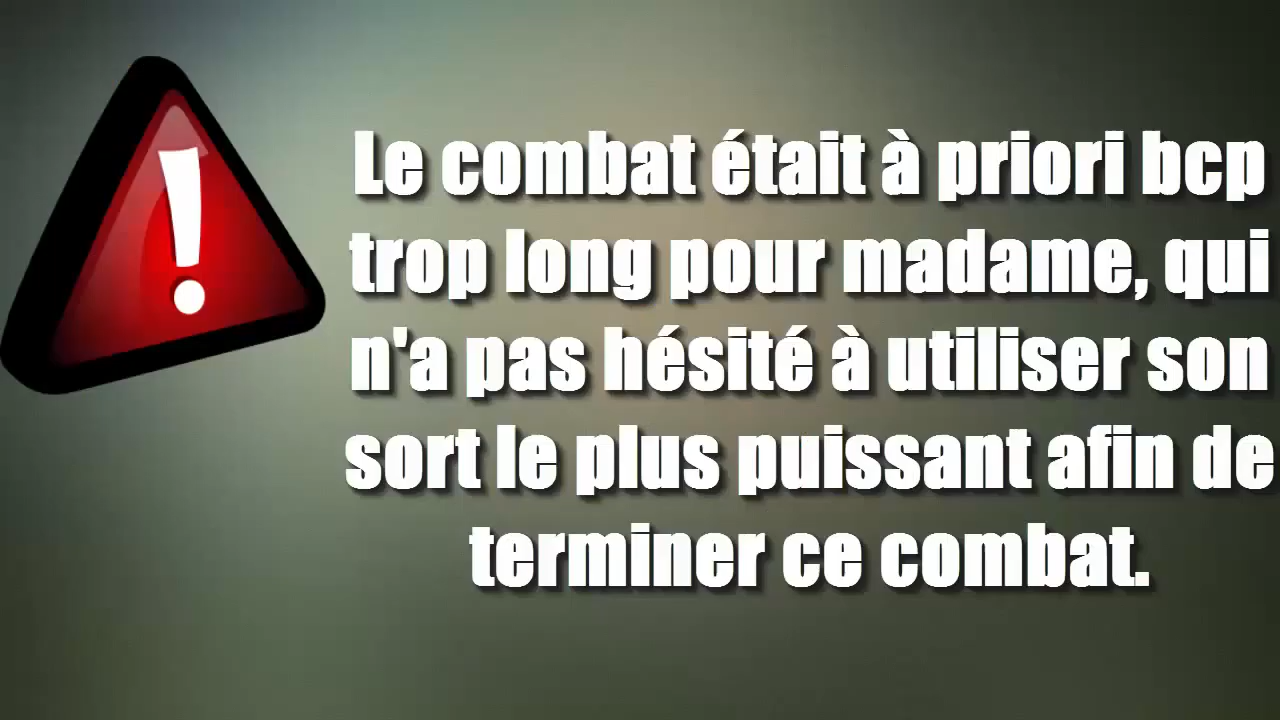 Le combat était à priori bcp
trop long pour madame, qui
n'a pas hésité à utiliser son
sort le plus puissant afin de
terminer ce combat.